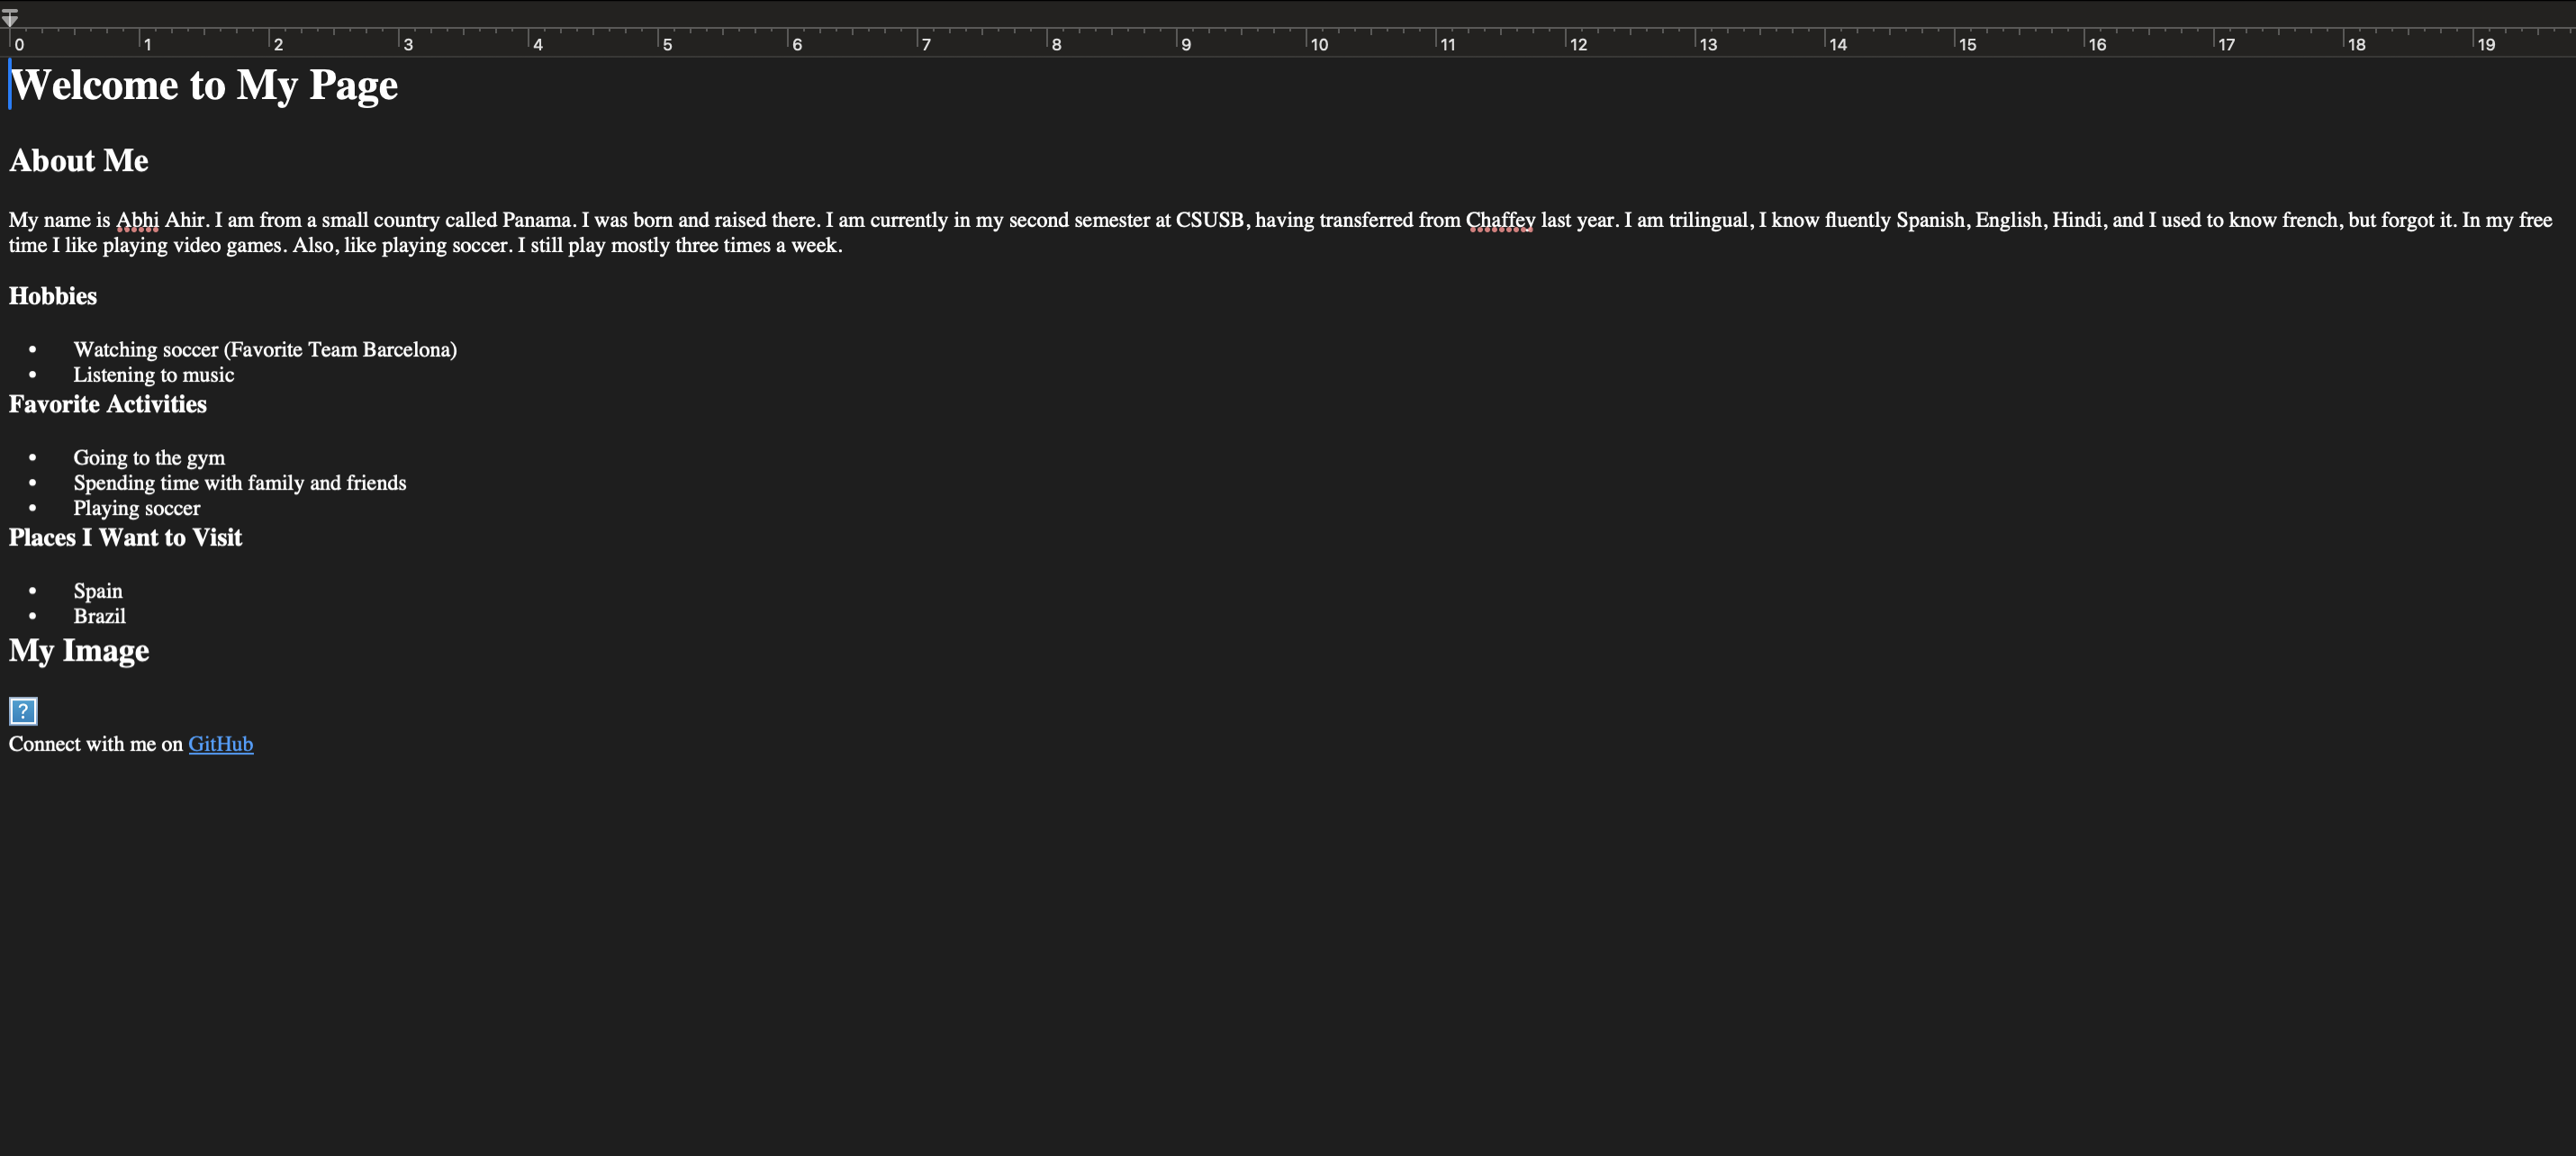 0 1 2 3 4 5 6 7 8 9 10 11 12 13 14 15 16 17 18 19
Welcome to My Page
About Me
My name is Abhi Ahir. I am from a small country called Panama. I was born and raised there. I am currently in my second semester at CSUSB, having transferred from Chaffey last year. I am trilingual, I know fluently Spanish, English, Hindi, and I used to know french, but forgot it. In my free
time I like playing video games. Also, like playing soccer. I still play mostly three times a week.
Hobbies
• Watching soccer (Favorite Team Barcelona)
• Listening to music
Favorite Activities
• Going to the gym
• Spending time with family and friends
• Playing soccer
Places I Want to Visit
• Spain
• Brazil
My Image
?
Connect with me on GitHub